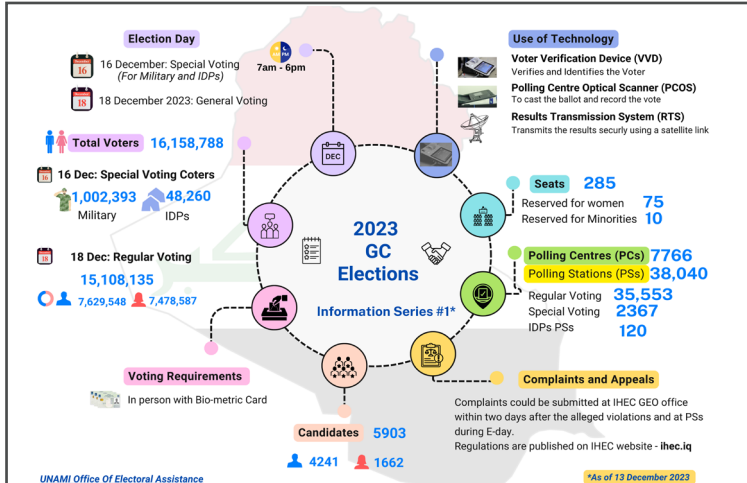 Election Day
16 December: Special Voting
(For Military and IDPs)
18 December 2023: General Voting
16
18
AM PM
7am - 6pm
DEC
Use of Technology
Voter Verification Device (VVD)
Verifies and Identifies the Voter
Polling Centre Optical Scanner (PCOS)
To cast the ballot and record the vote
Results Transmission System (RTS)
Transmits the results securly using a satellite link
Total Voters 16,158,788
16
16 Dec: Special Voting Coters
1,002,393 48,260
Military IDPs
18
18 Dec: Regular Voting
15,108,135
7,629,548 7,478,587
Seats 285
Reserved for women 75
Reserved for Minorities 10
2023
GC
Elections
Information Series #1*
Polling Centres (PCs) 7766
Polling Stations (PSs) 38,040
Regular Voting 35,553
Special Voting 2367
IDPs PSs 120
Voting Requirements
In person with Bio-metric Card
Candidates 5903
4241 1662
Complaints and Appeals
Complaints could be submitted at IHEC GEO office
within two days after the alleged violations and at PSs
during E-day.
Regulations are published on IHEC website - ihec.iq
UNAMI Office Of Electoral Assistance
*As of 13 December 2023